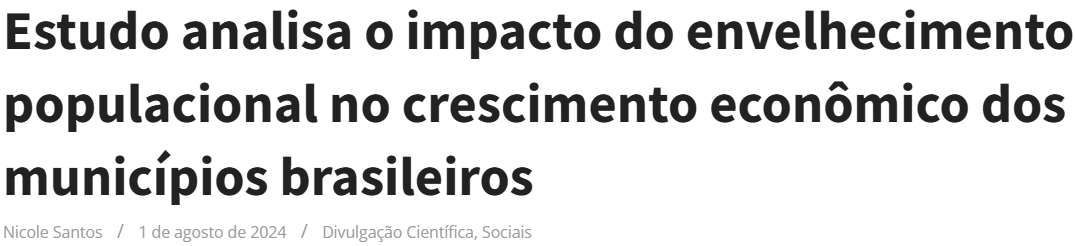 Estudo analisa o impacto do envelhecimento
populacional no crescimento econômico dos
municípios brasileiros
Nicole Santos / 1 de agosto de 2024 / Divulgação Científica, Sociais